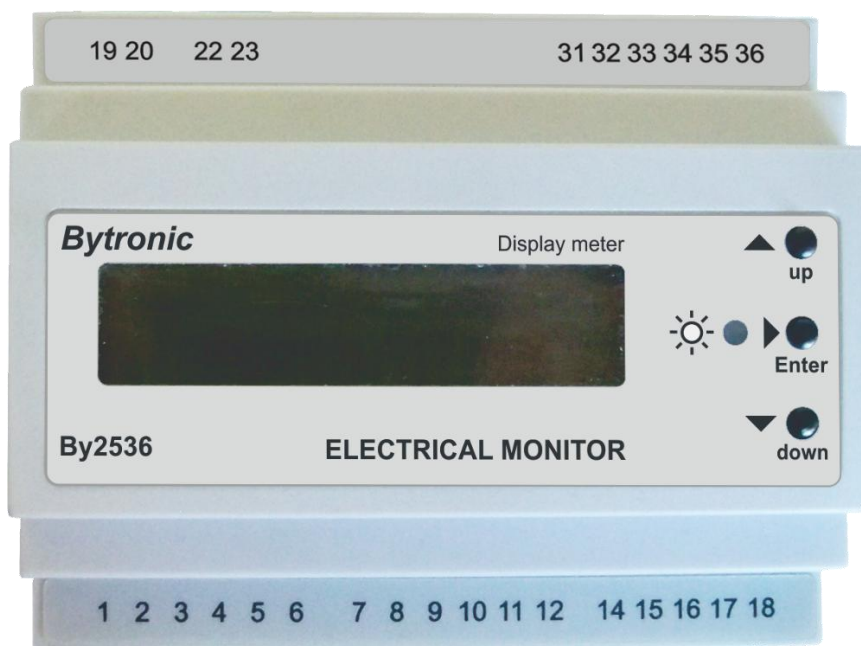 19 20 22 23 31 32 33 34 35 36
Bytronic
Display meter
up
Enter
By2536
ELECTRICAL MONITOR
down
1 2 3 4 5 6 7 8 9 10 11 12 14 15 16 17 18